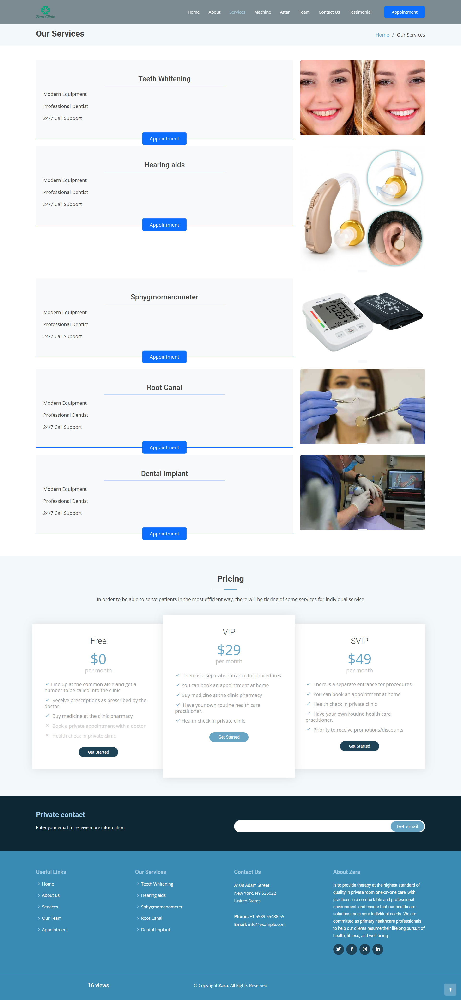 Zara Clinic
Home About Services Machine Attar Team Contact Us Testimonial Appointment
Our Services
Home / Our Services
Teeth Whitening
Modern Equipment
Professional Dentist
24/7 Call Support
Appointment
Hearing aids
Modern Equipment
Professional Dentist
24/7 Call Support
Appointment
Sphygmomanometer
Modern Equipment
Professional Dentist
24/7 Call Support
Appointment
iMediCare
120
80
78
SET
ON
OFF
MEM
Root Canal
Modern Equipment
Professional Dentist
24/7 Call Support
Appointment
Dental Implant
Modern Equipment
Professional Dentist
24/7 Call Support
Appointment
Pricing
In order to be able to serve patients in the most efficient way, there will be tiering of some services for individual service
Free
$0
per month
Line up at the common aisle and get a
number to be called into the clinic
Receive prescriptions as prescribed by the
doctor
Buy medicine at the clinic pharmacy
Book a private appointment with a doctor
Health check in private clinic
Get Started
VIP
$29
per month
There is a separate entrance for procedures
You can book an appointment at home
Buy medicine at the clinic pharmacy
Have your own routine health care
practitioner.
Health check in private clinic
Get Started
SVIP
$49
per month
There is a separate entrance for procedures
You can book an appointment at home
Health check in private clinic
Have your own routine health care
practitioner.
Priority to receive promotions/discounts
Get Started
Private contact
Enter your email to receive more information
Get email
Useful Links
Home
About us
Services
Our Team
Appointment
Our Services
Teeth Whitening
Hearing aids
Sphygmomanometer
Root Canal
Dental Implant
Contact Us
A108 Adam Street
New York, NY 535022
United States
Phone: +1 5589 55488 55
Email: info@example.com
About Zara
Is to provide therapy at the highest standard of
quality in private room one-on-one care, with
practices in a comfortable and professional
environment, and ensure that our healthcare
solutions meet your individual needs. We are
committed as primary healthcare professionals
to help our clients resume their lifelong pursuit of
health, fitness, and well-being.
16 views
© Copyright Zara. All Rights Reserved